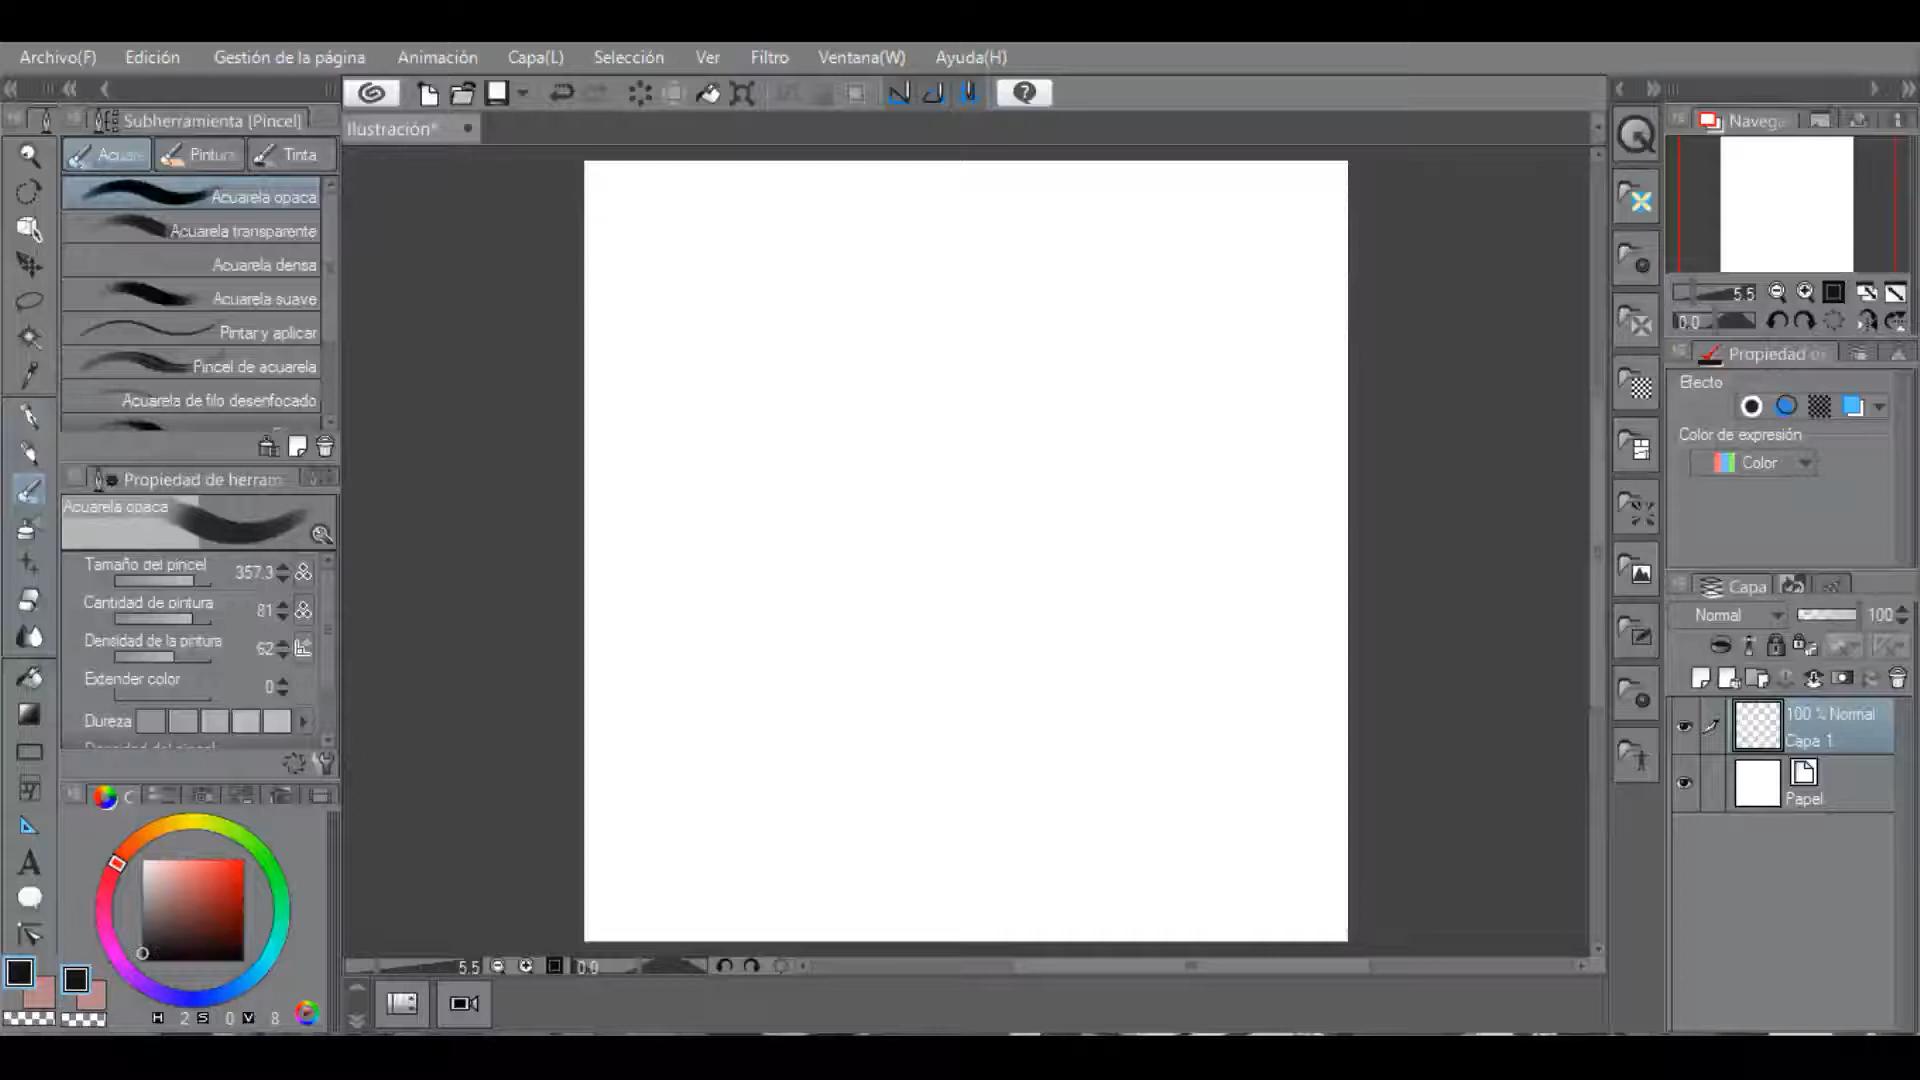 Archivo(F) Edición Gestión de la página Animación Capa(L) Selección Ver Filtro Ventana(W) Ayuda(H)
Subherramienta [Pincel]
Tinta
Ilustración*
Acuarela opaca
Acuarela transparente
Acuarela densa
Acuarela suave
Pintar y aplicar
Pincel de acuarela
Acuarela de filo desenfocado
Propiedad de herram
Acuarela opaca
Tamaño del pincel 357.3
Cantidad de pintura 81
Densidad de la pintura 62
Extender color 0
Dureza
C
H 2 S 0 V 8
5.5 0.0
Navega
5.5
0.0
Propiedad
Efecto
Color de expresión
Color
Capa
Normal 100
100 % Normal
Capa 1
Papel